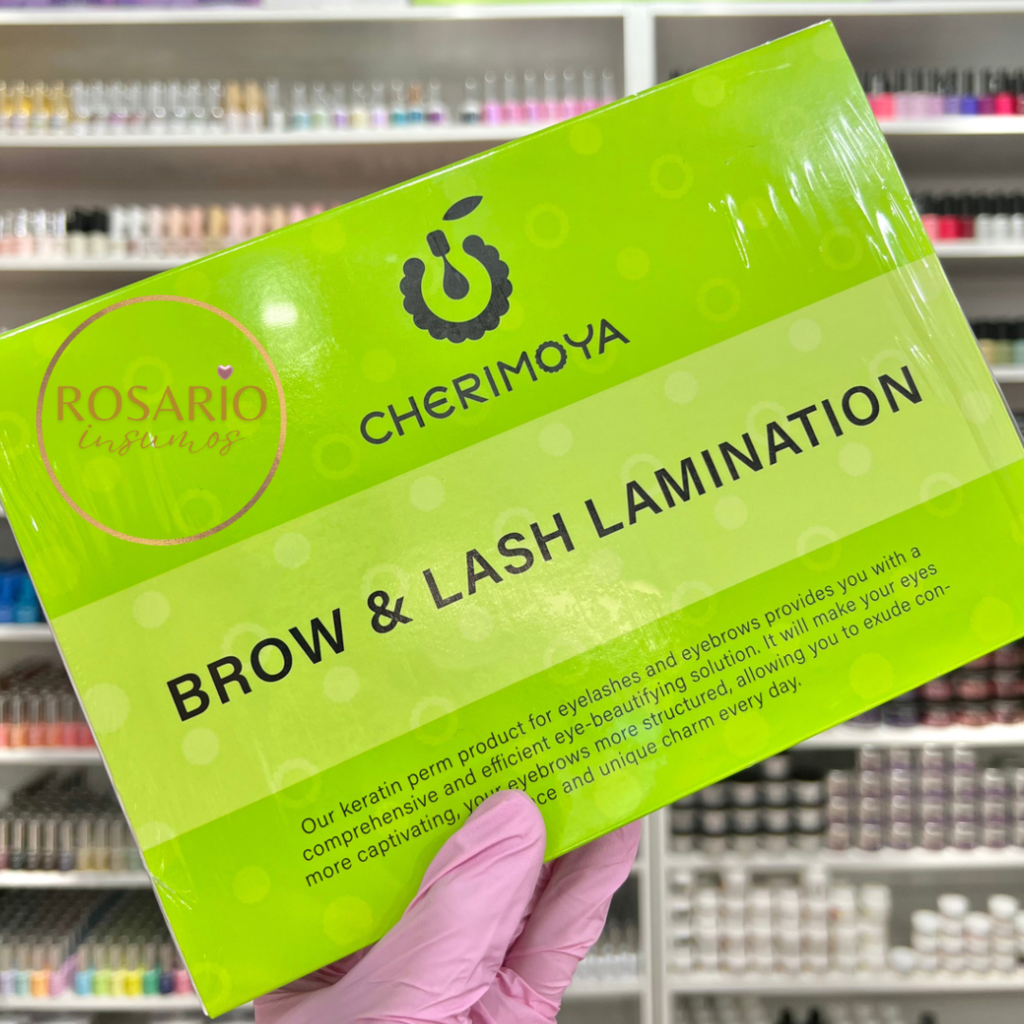 CHERIMOYA
ROSARIO
insumos
BROW & LASH LAMINATION
Our keratin perm product for eyelashes and eyebrows provides you with a
comprehensive and efficient eye-beautifying solution. It will make your eyes
more captivating, your eyebrows more structured, allowing you to exude con-
nce and unique charm every day.